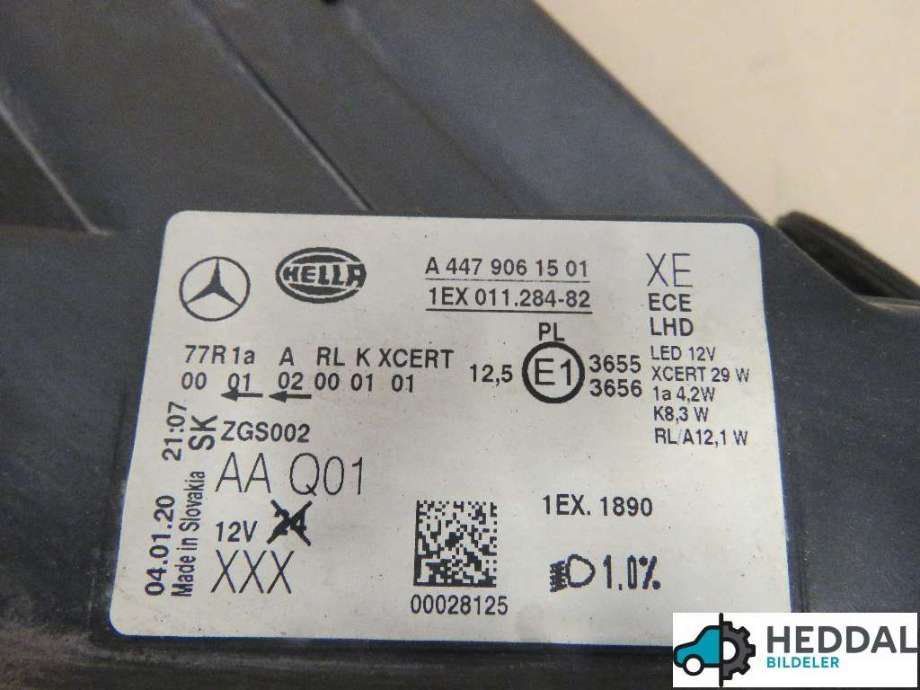 HELLA
A 447 906 15 01
1EX 011.284-82
XE
ECE
LHD
LED 12V
XCERT 29 W
1a 4,2W
K8,3 W
RL/A12,1 W
77R1a A RL K XCERT
00 01 02 00 01 01
PL
12,5 E1 3655
3656
04.01.20 21:07
Made in Slovakia SK
ZGS002
AA Q01
12V 24
XXX
00028125
1EX. 1890
1.0%
HEDDAL
BILDELER